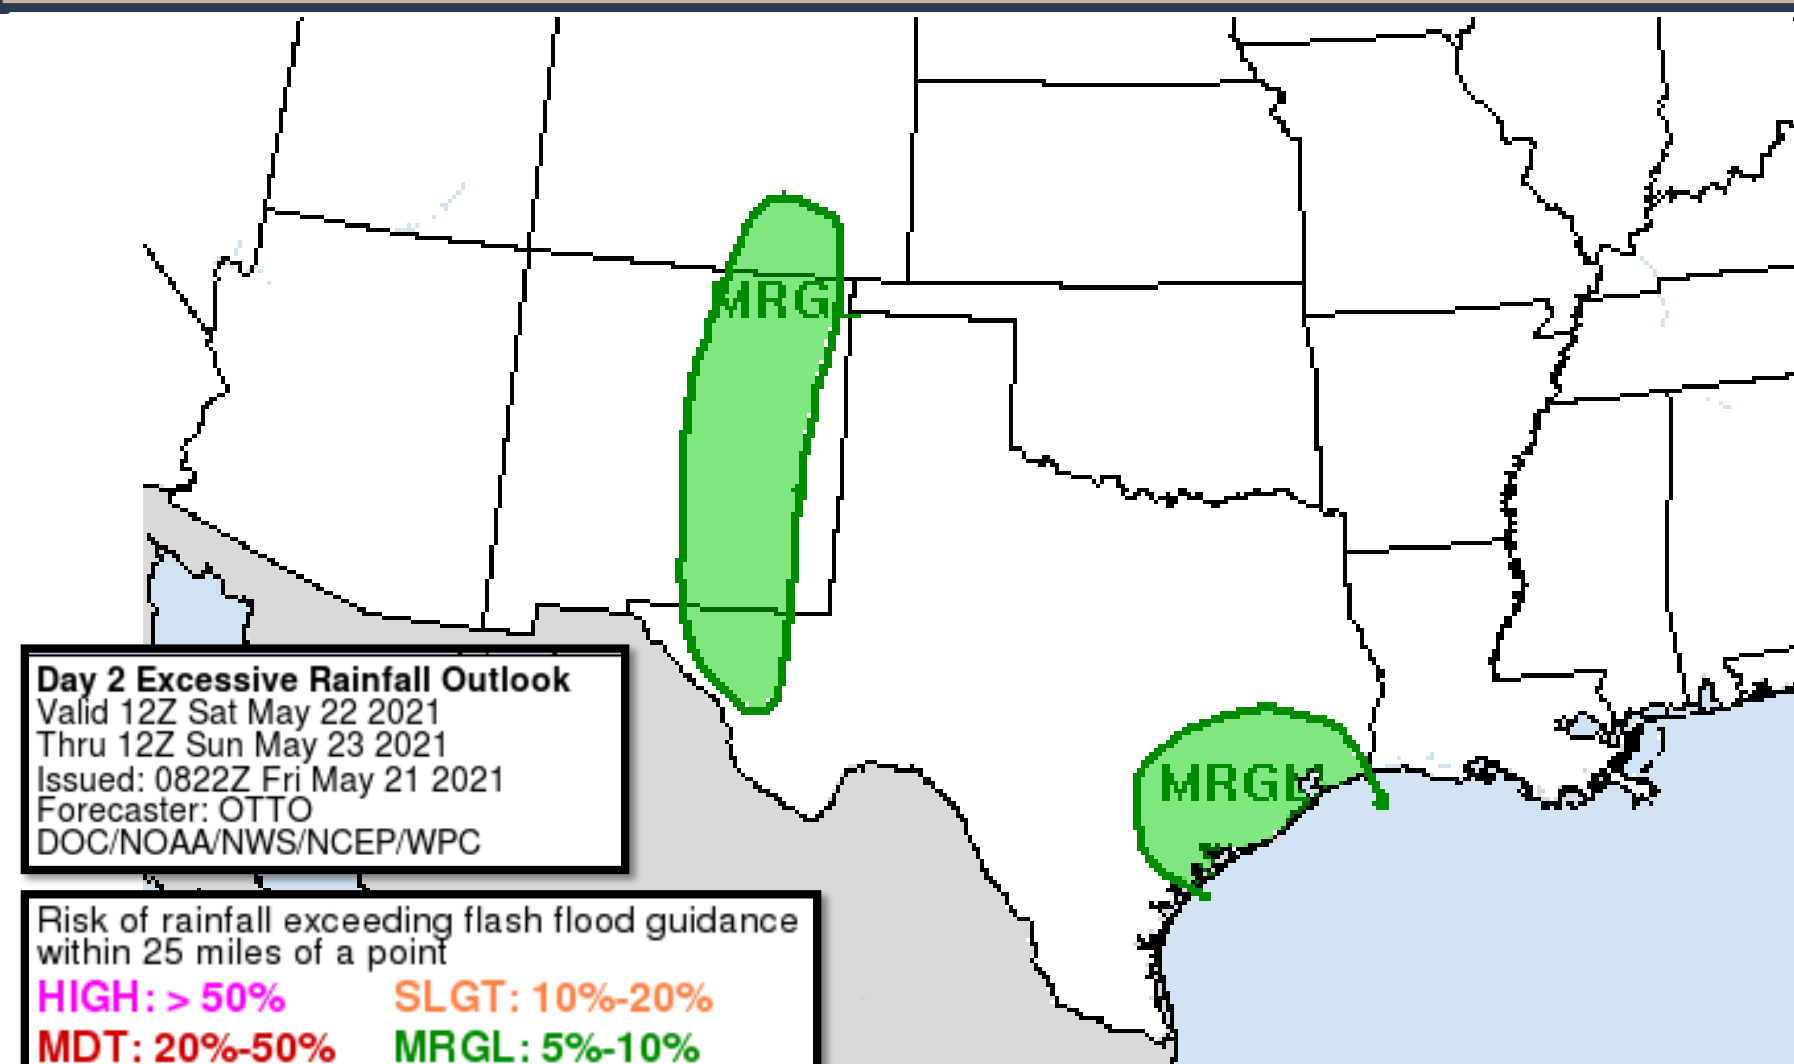 MRGL
MRGL
Day 2 Excessive Rainfall Outlook
Valid 12Z Sat May 22 2021
Thru 12Z Sun May 23 2021
Issued: 0822Z Fri May 21 2021
Forecaster: OTTO
DOC/NOAA/NWS/NCEP/WPC
Risk of rainfall exceeding flash flood guidance
within 25 miles of a point
HIGH: > 50% SLGT: 10%-20%
MDT: 20%-50% MRGL: 5%-10%